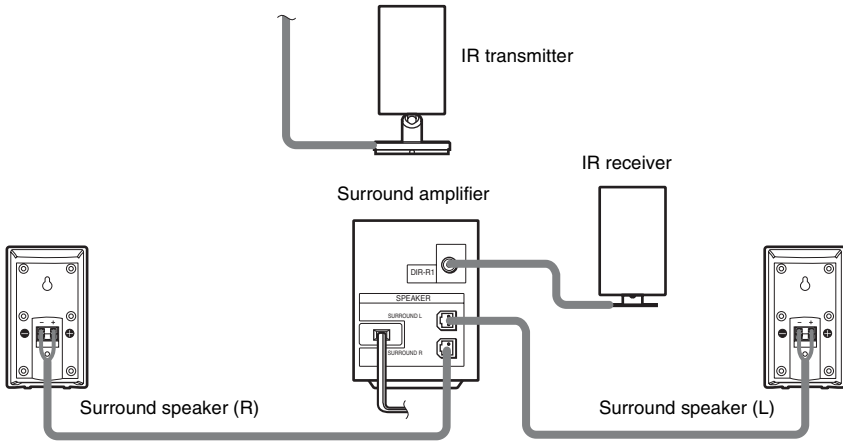 IR transmitter
IR receiver
Surround amplifier
DIR-R1
SPEAKER
SURROUND L
SURROUND R
− +
− +
Surround speaker (R)
Surround speaker (L)